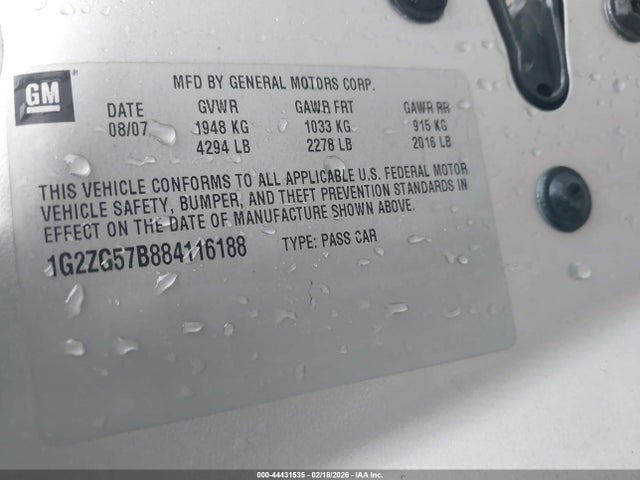 GM
MFD BY GENERAL MOTORS CORP.
DATE GVWR GAWR FRT GAWR RR
08/07 1948 KG 1033 KG 915 KG
4294 LB 2278 LB 2016 LB
THIS VEHICLE CONFORMS TO ALL APPLICABLE U.S. FEDERAL MOTOR
VEHICLE SAFETY, BUMPER, AND THEFT PREVENTION STANDARDS IN
EFFECT ON THE DATE OF MANUFACTURE SHOWN ABOVE.
1G2ZG57B884116188 TYPE: PASS CAR
000-44431535 - 02/18/2026 - IAA Inc.